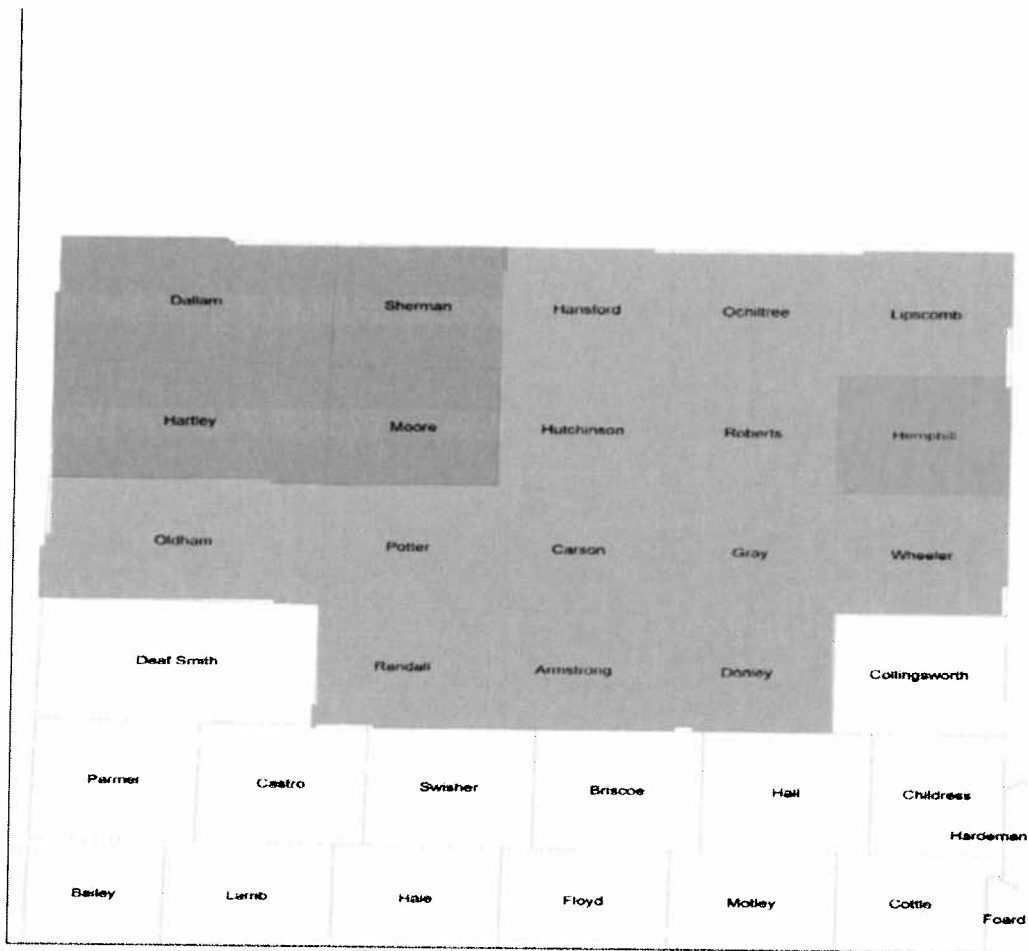 Dallam
Sherman
Hansford
Ochiltree
Lipscomb
Hartley
Moore
Hutchinson
Roberts
Hemphill
Oldham
Potter
Carson
Gray
Wheeler
Deaf Smith
Randall
Armstrong
Donley
Collingsworth
Parmer
Castro
Swisher
Briscoe
Hall
Childress
Hardeman
Bailey
Lamb
Hale
Floyd
Motley
Cottle
Foard